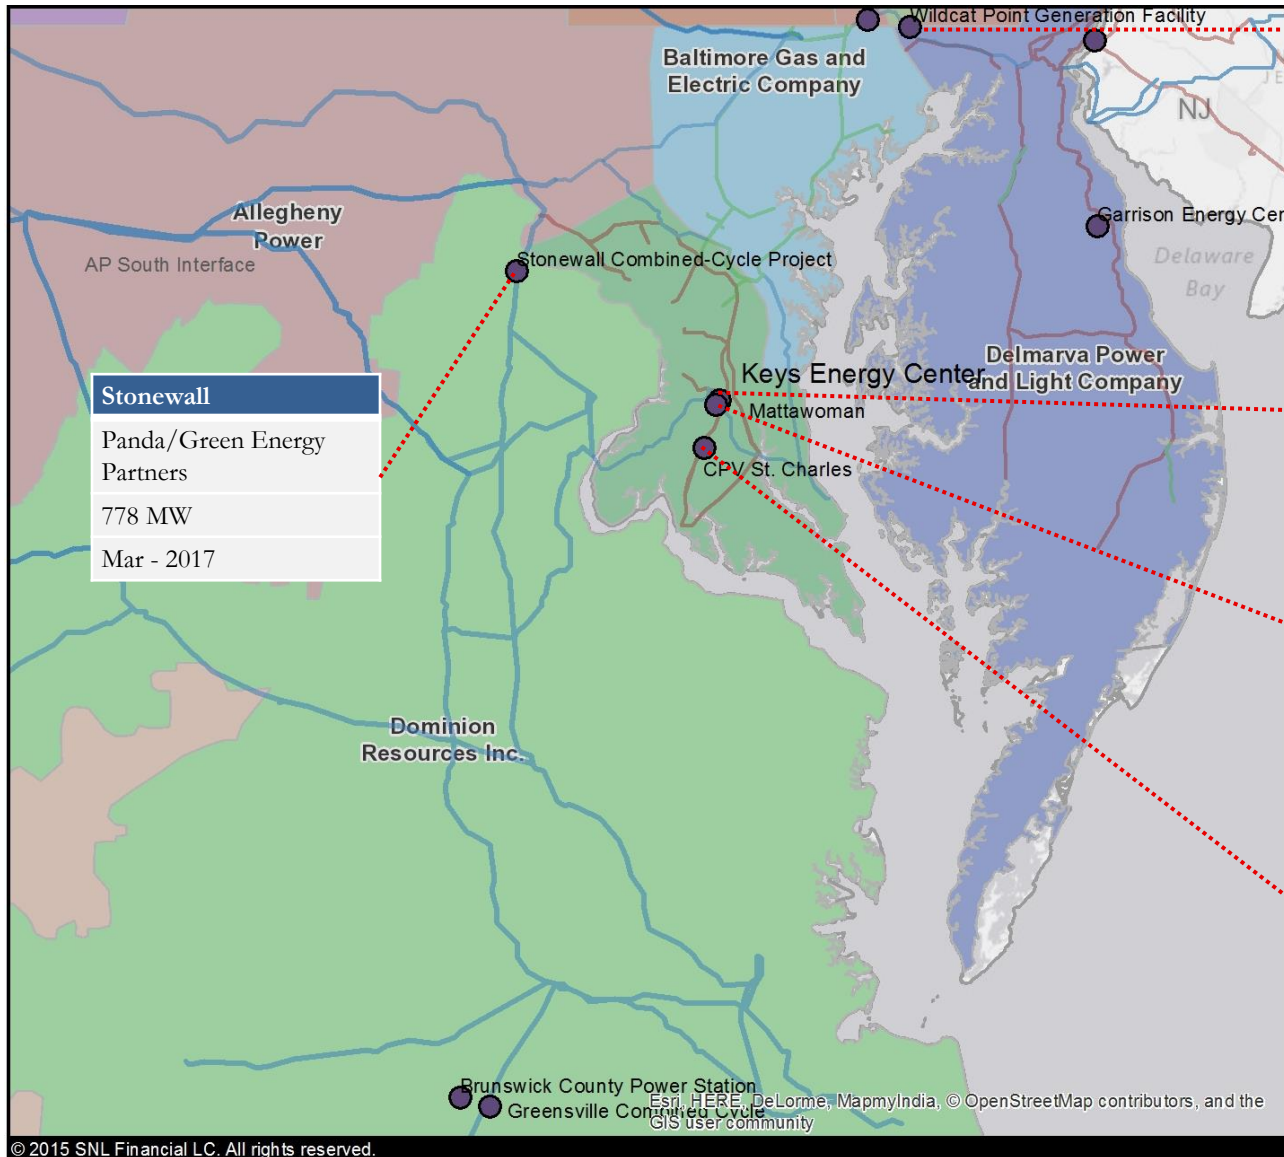 Wildcat Point Generation Facility
Baltimore Gas and
Electric Company
NJ
Allegheny
Power
AP South Interface
Garrison Energy Cen
Delaware
Bay
Stonewall Combined-Cycle Project
Delmarva Power
and Light Company
Keys Energy Center
Mattawoman
CPV St. Charles
Stonewall
Panda/Green Energy
Partners
778 MW
Mar - 2017
Dominion
Resources Inc.
Brunswick County Power Station
Greensville Combined Cycle
Esri, HERE, DeLorme, MapmyIndia, © OpenStreetMap contributors, and the
GIS user community
© 2015 SNL Financial LC. All rights reserved.